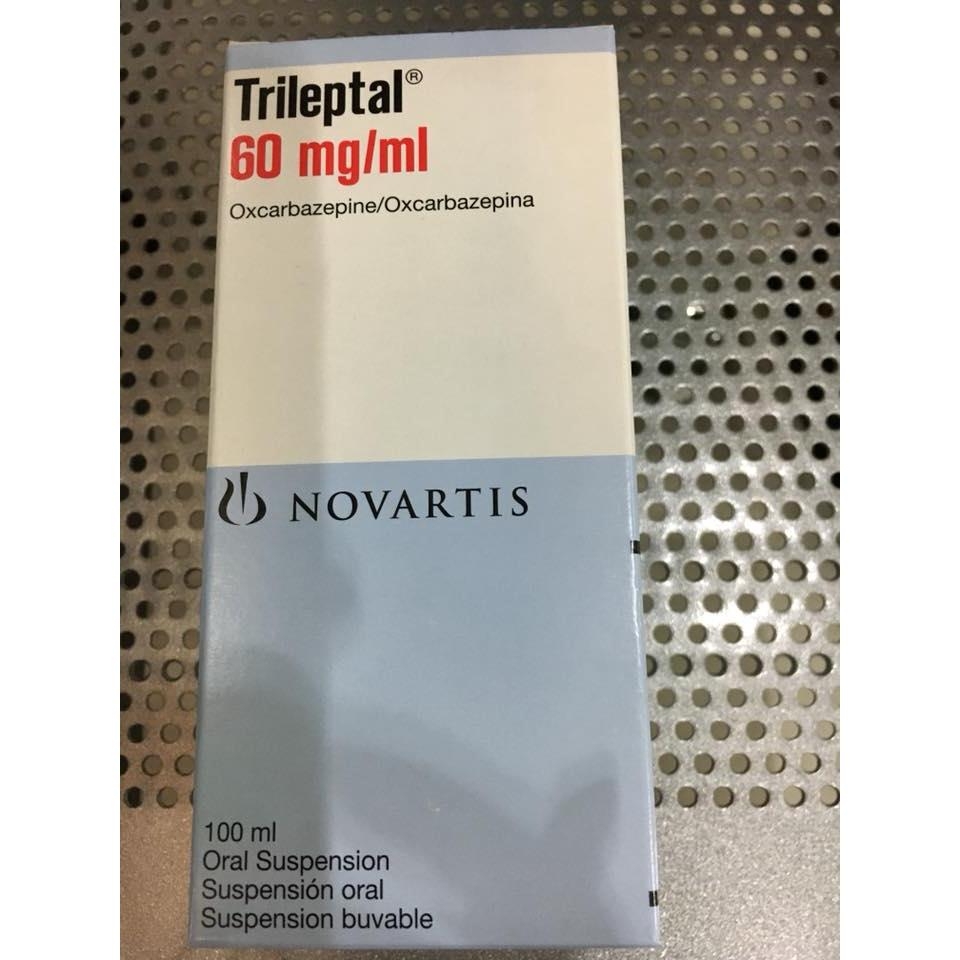 Trileptal®
60 mg/ml
Oxcarbazepine/Oxcarbazepina
NOVARTIS
100 ml
Oral Suspension
Suspensión oral
Suspension buvable